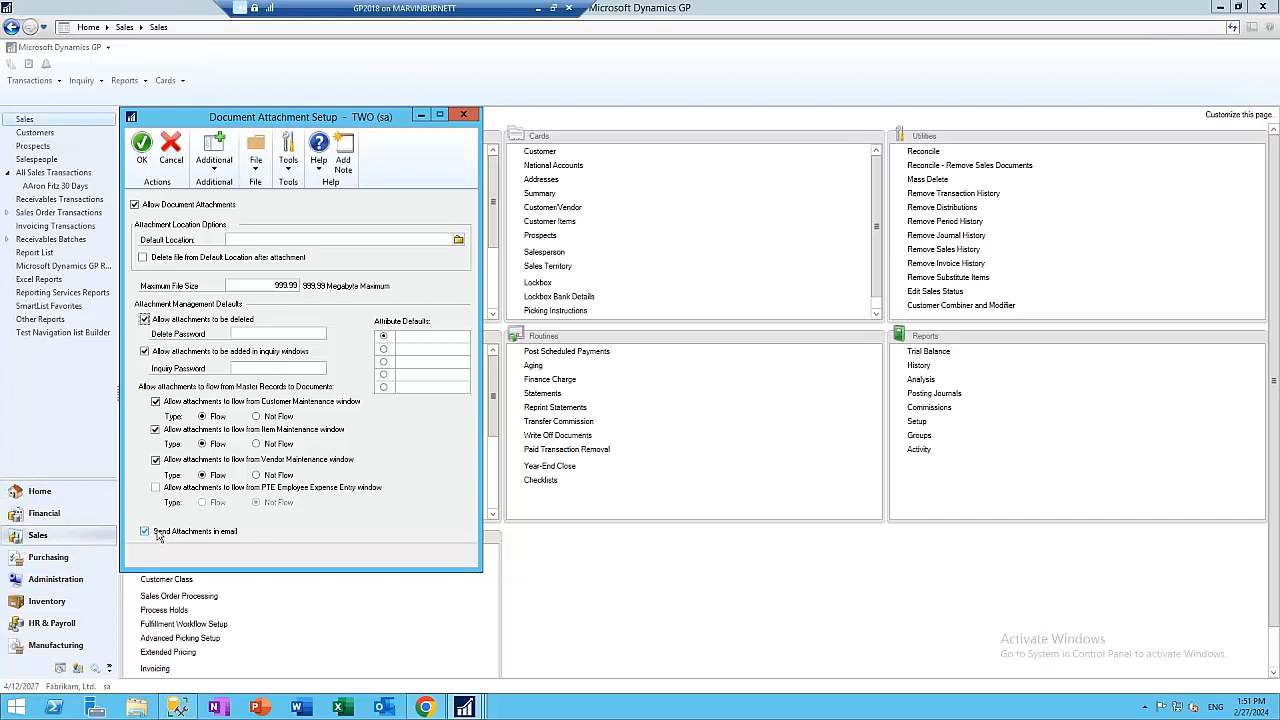 GP2018 on MARVINBURNETT
Microsoft Dynamics GP
Home Sales Sales
Microsoft Dynamics GP
Transactions Inquiry Reports Cards
Customize this page...
Sales
Customers
Prospects
Salespeople
All Sales Transactions
AAron Fitz 30 Days
Receivables Transactions
Sales Order Transactions
Invoicing Transactions
Receivables Batches
Report List
Microsoft Dynamics GP R...
Excel Reports
Reporting Services Reports
SmartList Favorites
Other Reports
Test Navigation list Builder
Home
Financial
Sales
Purchasing
Administration
Inventory
HR & Payroll
Manufacturing
Document Attachment Setup - TWO (sa)
OK Cancel Additional File Tools Help Add Note
Actions Additional File Tools Help
Allow Document Attachments
Attachment Location Options
Default Location:
Delete file from Default Location after attachment
Maximum File Size 999.99 999.99 Megabyte Maximum
Attachment Management Defaults
Allow attachments to be deleted
Attribute Defaults:
Delete Password
Allow attachments to be added in inquiry windows
Inquiry Password
Allow attachments to flow from Master Records to Documents:
Allow attachments to flow from Customer Maintenance window
Type: Flow Not Flow
Allow attachments to flow from Item Maintenance window
Type: Flow Not Flow
Allow attachments to flow from Vendor Maintenance window
Type: Flow Not Flow
Allow attachments to flow from PTE Employee Expense Entry window
Type: Flow Not Flow
Send Attachments in email
Customer Class
Sales Order Processing
Process Holds
Fulfillment Workflow Setup
Advanced Picking Setup
Extended Pricing
Invoicing
Cards
Customer
National Accounts
Addresses
Summary
Customer/Vendor
Customer Items
Prospects
Salesperson
Sales Territory
Lockbox
Lockbox Bank Details
Picking Instructions
Utilities
Reconcile
Reconcile - Remove Sales Documents
Mass Delete
Remove Transaction History
Remove Distributions
Remove Period History
Remove Journal History
Remove Sales History
Remove Invoice History
Remove Substitute Items
Edit Sales Status
Customer Combiner and Modifier
Routines
Post Scheduled Payments
Aging
Finance Charge
Statements
Reprint Statements
Transfer Commission
Write Off Documents
Paid Transaction Removal
Year-End Close
Checklists
Reports
Trial Balance
History
Analysis
Posting Journals
Commissions
Setup
Groups
Activity
Activate Windows
Go to System in Control Panel to activate Windows.
4/12/2027 Fabrikam, Ltd. sa
ENG
1:51 PM
2/27/2024